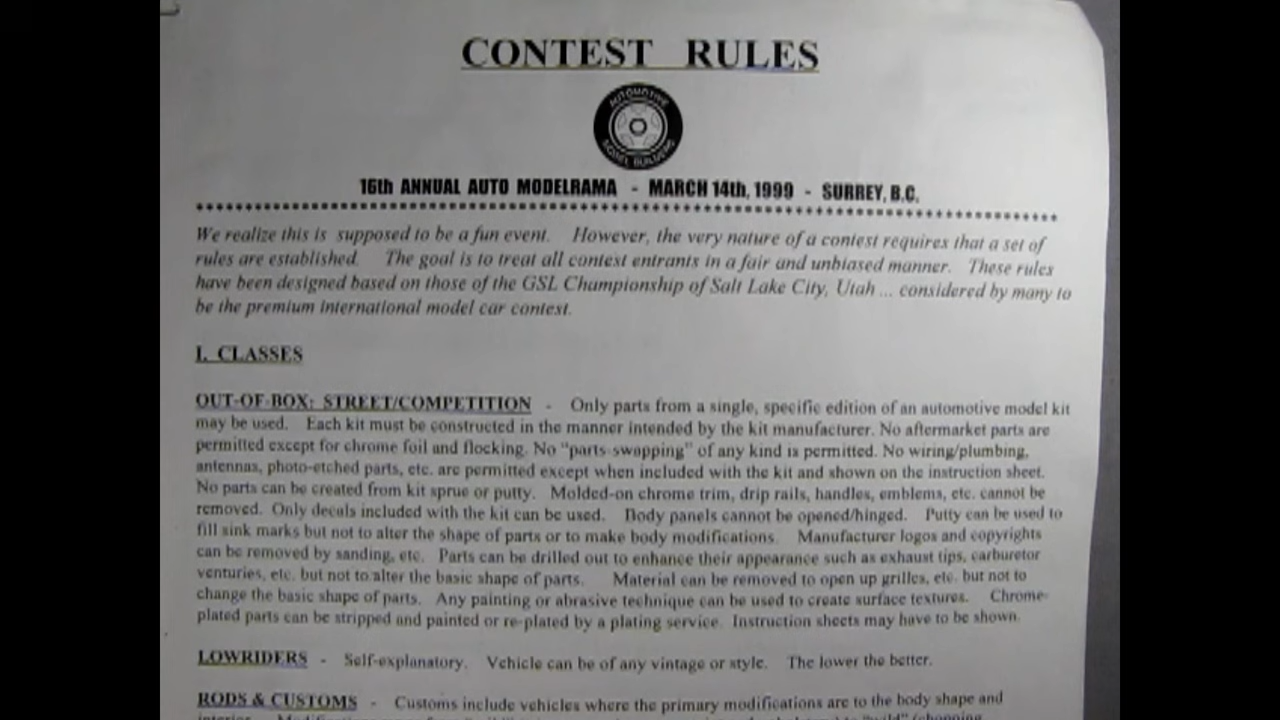 CONTEST RULES
AUTOMOTIVE
MODEL BUILDERS
16th ANNUAL AUTO MODELRAMA - MARCH 14th, 1999 - SURREY, B.C.
We realize this is supposed to be a fun event. However, the very nature of a contest requires that a set of
rules are established. The goal is to treat all contest entrants in a fair and unbiased manner. These rules
have been designed based on those of the GSL Championship of Salt Lake City, Utah ... considered by many to
be the premium international model car contest.
I. CLASSES
OUT-OF-BOX: STREET/COMPETITION - Only parts from a single, specific edition of an automotive model kit
may be used. Each kit must be constructed in the manner intended by the kit manufacturer. No aftermarket parts are
permitted except for chrome foil and flocking. No "parts swapping" of any kind is permitted. No wiring/plumbing,
antennas, photo-etched parts, etc. are permitted except when included with the kit and shown on the instruction sheet.
No parts can be created from kit sprue or putty. Molded-on chrome trim, drip rails, handles, emblems, etc. cannot be
removed. Only decals included with the kit can be used. Body panels cannot be opened/hinged. Putty can be used to
fill sink marks but not to alter the shape of parts or to make body modifications. Manufacturer logos and copyrights
can be removed by sanding, etc. Parts can be drilled out to enhance their appearance such as exhaust tips, carburetor
venturies, etc. but not to alter the basic shape of parts. Material can be removed to open up grilles, etc. but not to
change the basic shape of parts. Any painting or abrasive technique can be used to create surface textures. Chrome-
plated parts can be stripped and painted or re-plated by a plating service. Instruction sheets may have to be shown.
LOWRIDERS - Self-explanatory. Vehicle can be of any vintage or style. The lower the better.
RODS & CUSTOMS - Customs include vehicles where the primary modifications are to the body shape and